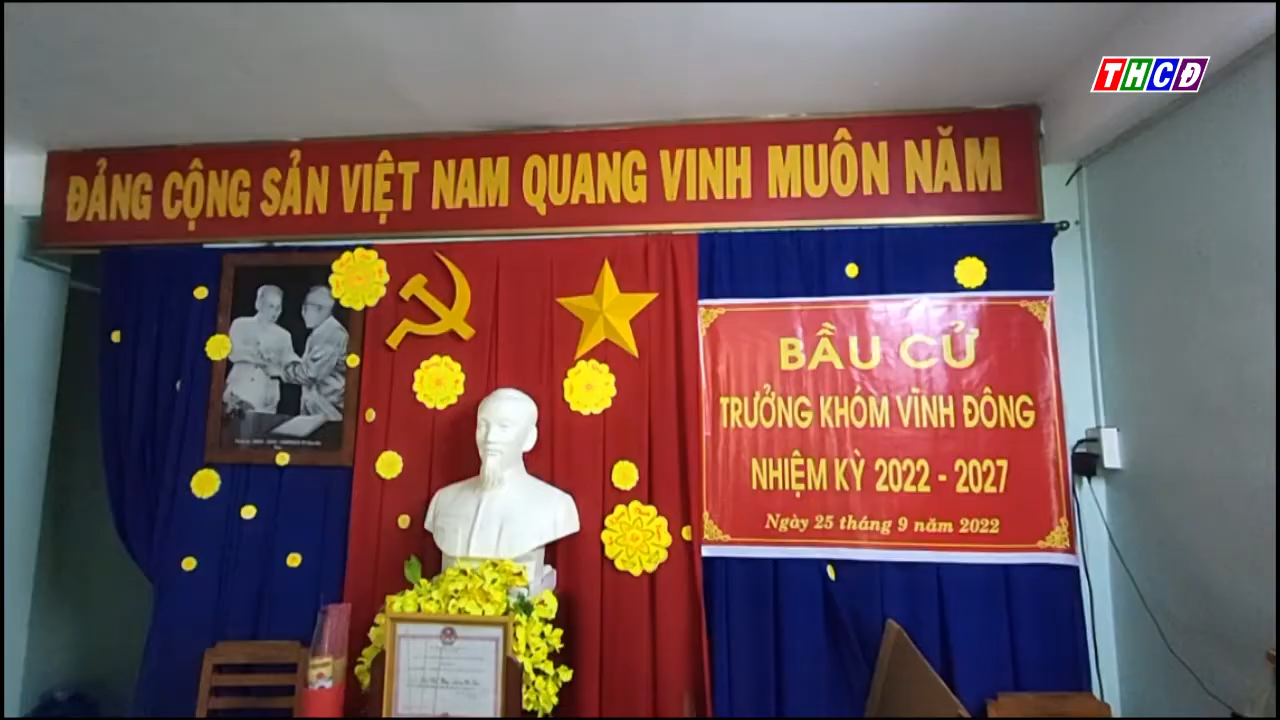 THCĐ
ĐẢNG CỘNG SẢN VIỆT NAM QUANG VINH MUÔN NĂM
BẦU CỬ
TRƯỞNG KHÓM VĨNH ĐÔNG
NHIỆM KỲ 2022 - 2027
Ngày 25 tháng 9 năm 2022